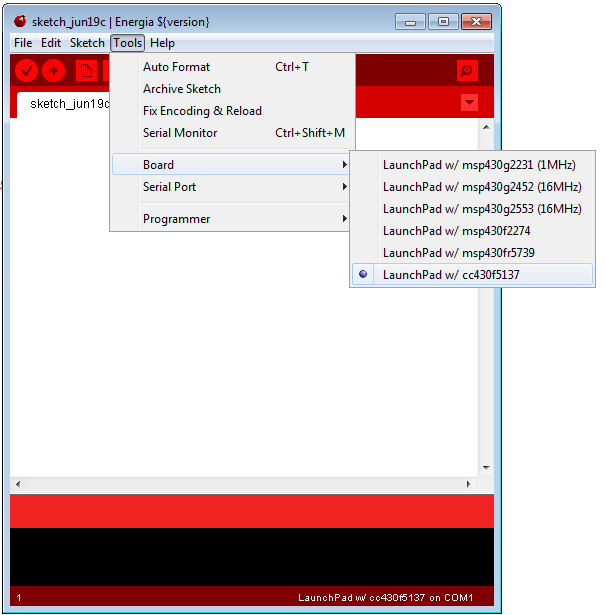 sketch_jun19c | Energia ${version}
File Edit Sketch Tools Help
sketch_jun19c
Auto Format Ctrl+T
Archive Sketch
Fix Encoding & Reload
Serial Monitor Ctrl+Shift+M
Board
Serial Port
Programmer
LaunchPad w/ msp430g2231 (1MHz)
LaunchPad w/ msp430g2452 (16MHz)
LaunchPad w/ msp430g2553 (16MHz)
LaunchPad w/ msp430f2274
LaunchPad w/ msp430fr5739
LaunchPad w/ cc430f5137
1 LaunchPad w/ cc430f5137 on COM1